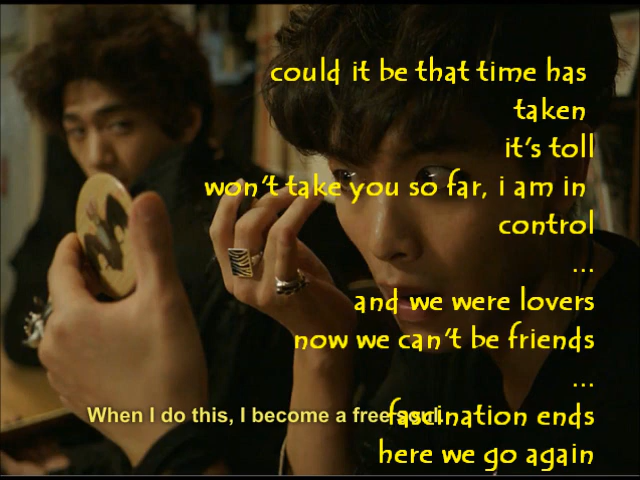 could it be that time has
taken
it's toll
won't take you so far, i am in
control
...
and we were lovers
now we can't be friends
...
When I do this, I become a free soul.
fascination ends
here we go again